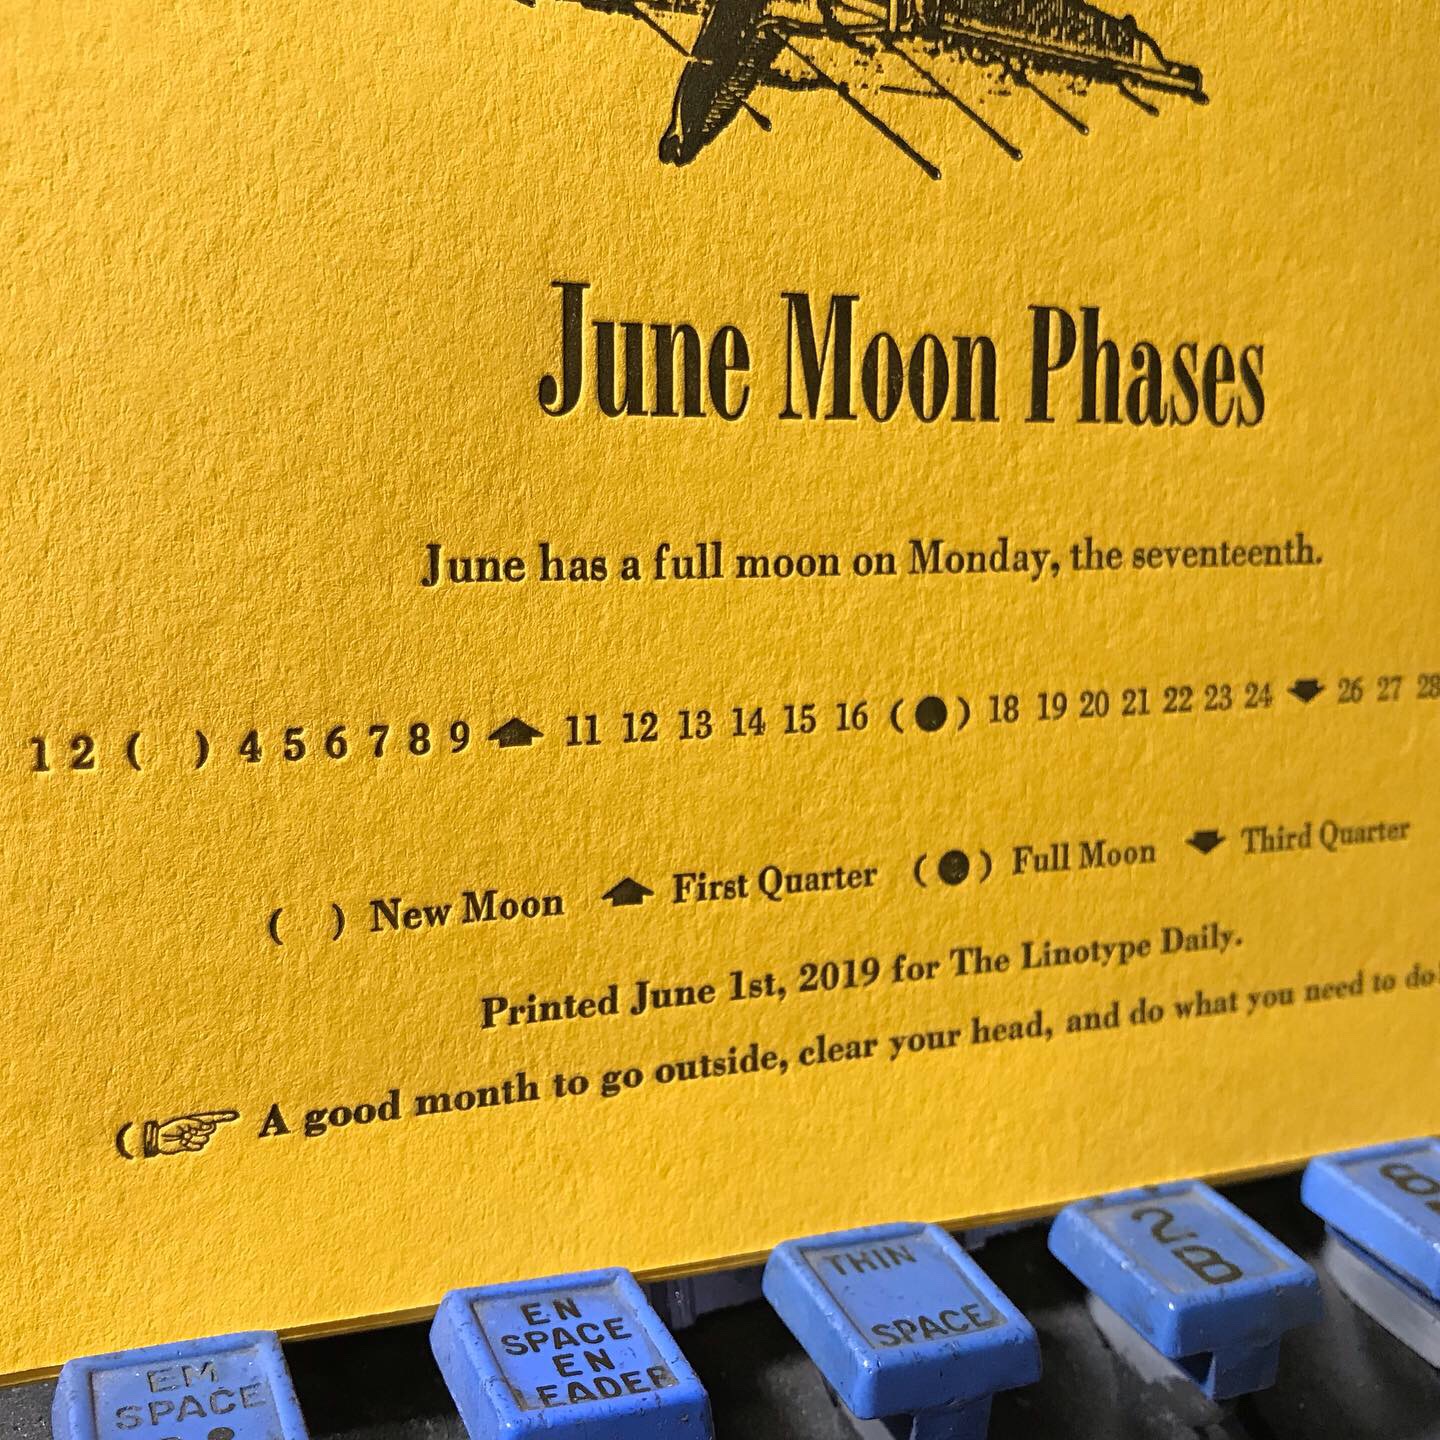 June Moon Phases
June has a full moon on Monday, the seventeenth.
1 2 ( ) 4 5 6 7 8 9 11 12 13 14 15 16 (●) 18 19 20 21 22 23 24 26 27 28
( ) New Moon First Quarter (●) Full Moon Third Quarter
Printed June 1st, 2019 for The Linotype Daily.
(☞ A good month to go outside, clear your head, and do what you need to do!
EM
SPACE
EN
SPACE
EN
LEADER
THIN
SPACE